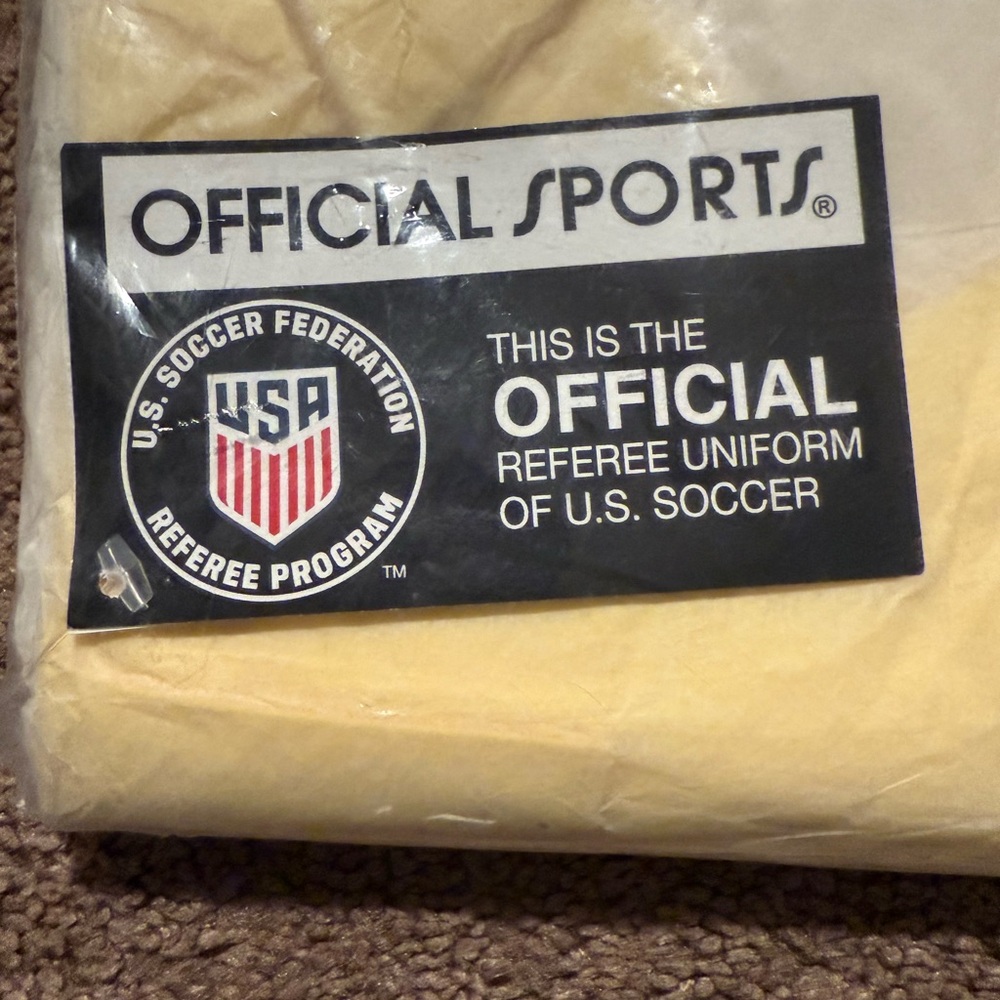 OFFICIAL SPORTS®
U.S. SOCCER FEDERATION
USA
REFEREE PROGRAM
TM
THIS IS THE
OFFICIAL
REFEREE UNIFORM
OF U.S. SOCCER